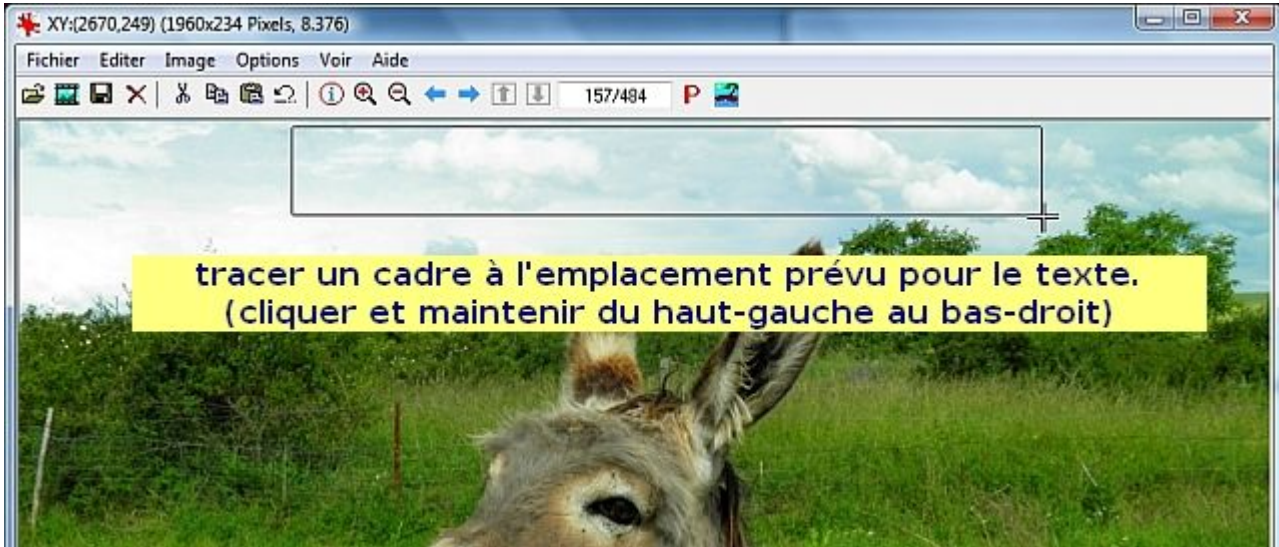 XY:(2670,249) (1960x234 Pixels, 8.376)
Fichier Editer Image Options Voir Aide
157/484 P
tracer un cadre à l'emplacement prévu pour le texte.
(cliquer et maintenir du haut-gauche au bas-droit)